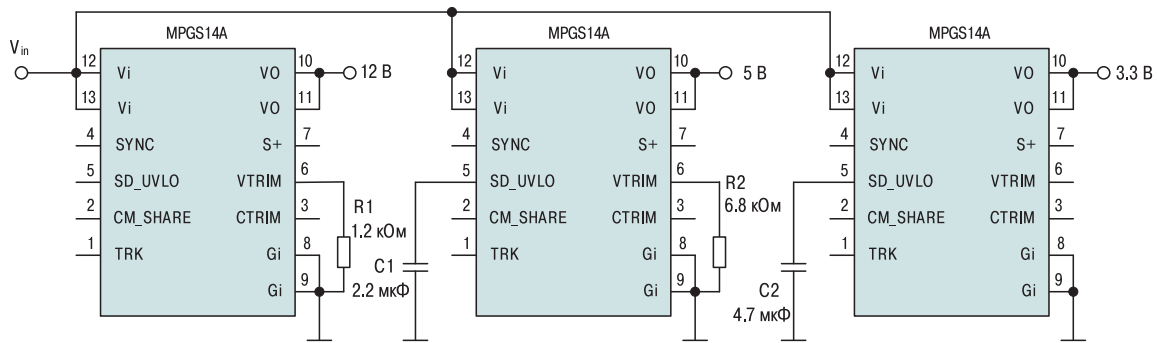 MPGS14A
MPGS14A
MPGS14A
Vin
12 Vi VO 10 12 В
13 Vi VO 11
4 SYNC S+ 7
5 SD_UVLO VTRIM 6
2 CM_SHARE CTRIM 3
1 TRK Gi 8
Gi 9
R1
1.2 кОм
C1
2.2 мкФ
12 Vi VO 10 5 В
13 Vi VO 11
4 SYNC S+ 7
5 SD_UVLO VTRIM 6
2 CM_SHARE CTRIM 3
1 TRK Gi 8
Gi 9
R2
6.8 кОм
C2
4.7 мкФ
12 Vi VO 10 3.3 В
13 Vi VO 11
4 SYNC S+ 7
5 SD_UVLO VTRIM 6
2 CM_SHARE CTRIM 3
1 TRK Gi 8
Gi 9